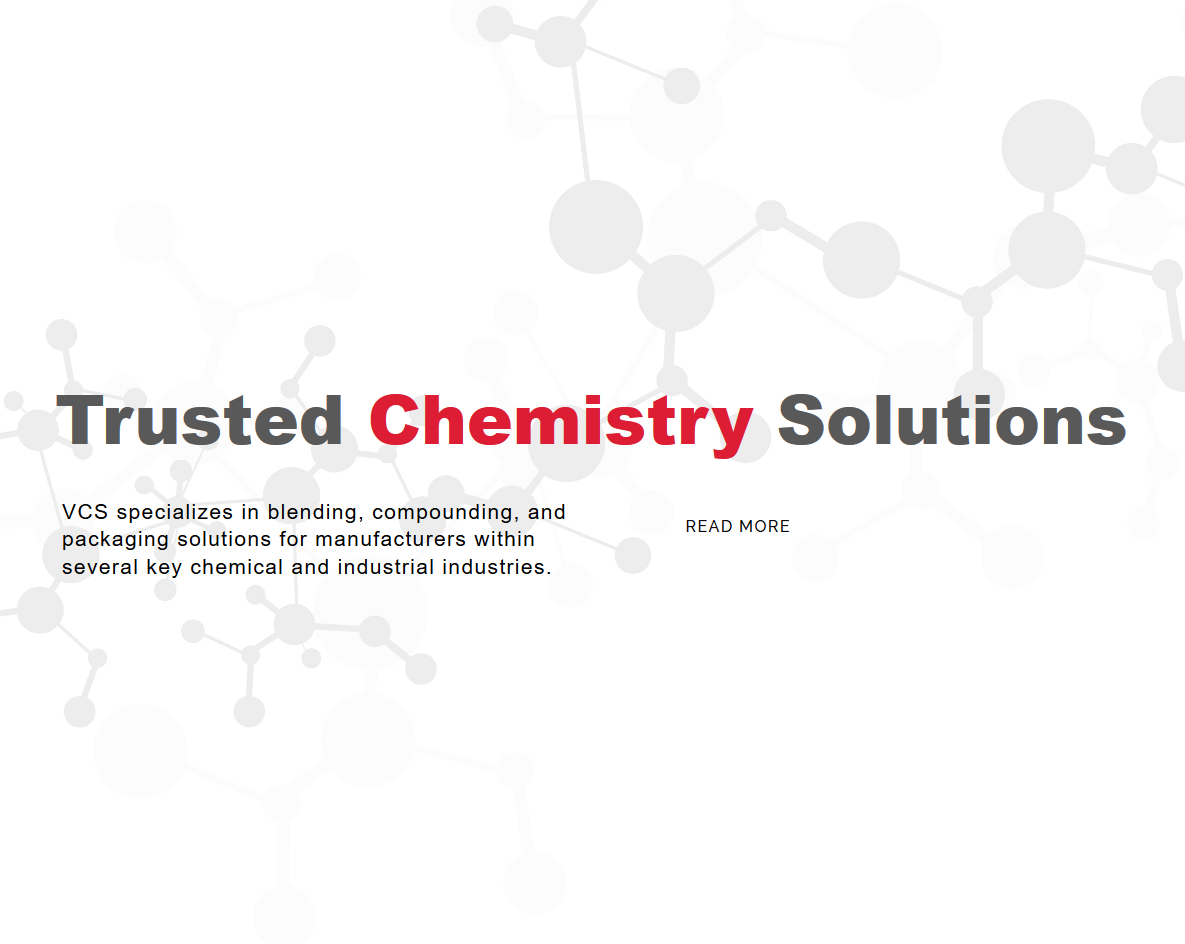 Trusted Chemistry Solutions
VCS specializes in blending, compounding, and
packaging solutions for manufacturers within
several key chemical and industrial industries.
READ MORE